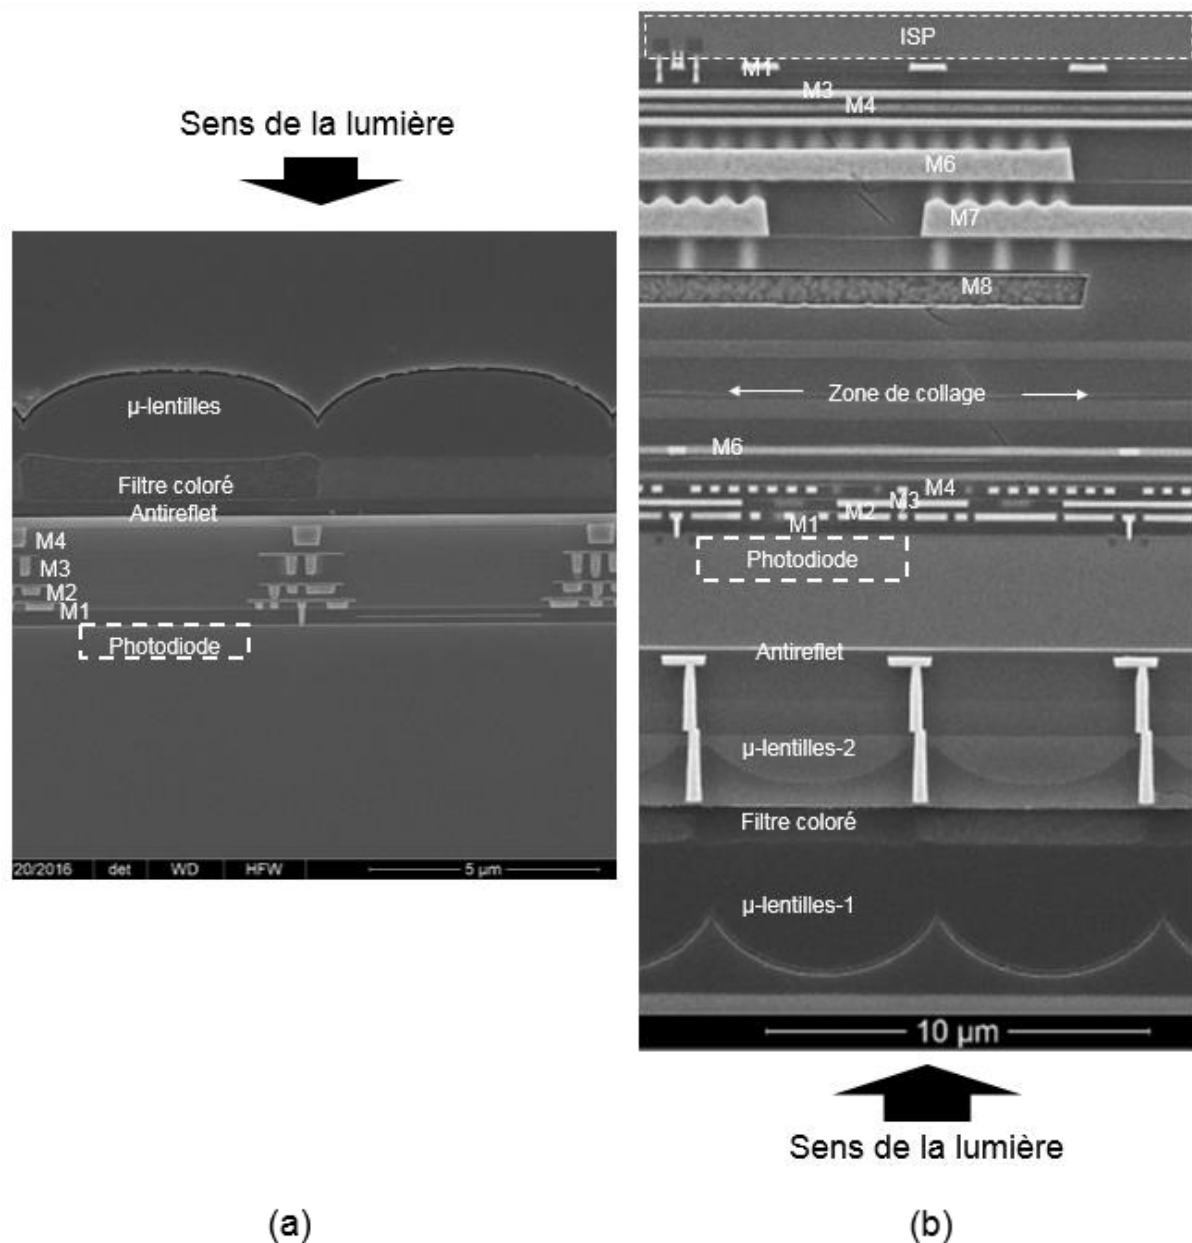 Sens de la lumière
µ-lentilles
Filtre coloré
Antireflet
M4
M3
M2
M1
Photodiode
20/2016 det WD HFW 5 µm
(a)
ISP
M1
M3
M4
M6
M7
M8
Zone de collage
M6
M4
M3
M2
M1
Photodiode
Antireflet
µ-lentilles-2
Filtre coloré
µ-lentilles-1
10 µm
Sens de la lumière
(b)